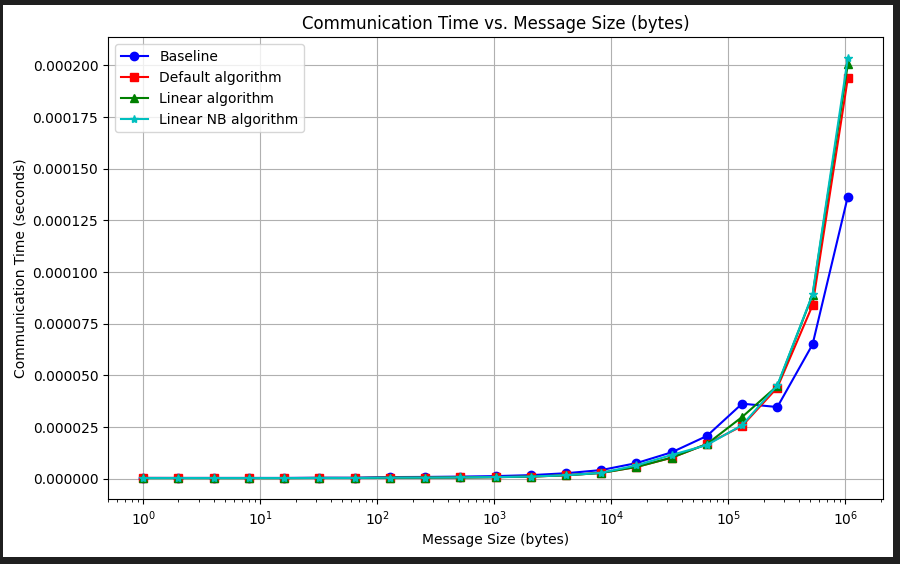 Communication Time vs. Message Size (bytes)
Baseline
Default algorithm
Linear algorithm
Linear NB algorithm
0.000200
0.000175
0.000150
0.000125
0.000100
0.000075
0.000050
0.000025
0.000000
Communication Time (seconds)
10⁰ 10¹ 10² 10³ 10⁴ 10⁵ 10⁶
Message Size (bytes)